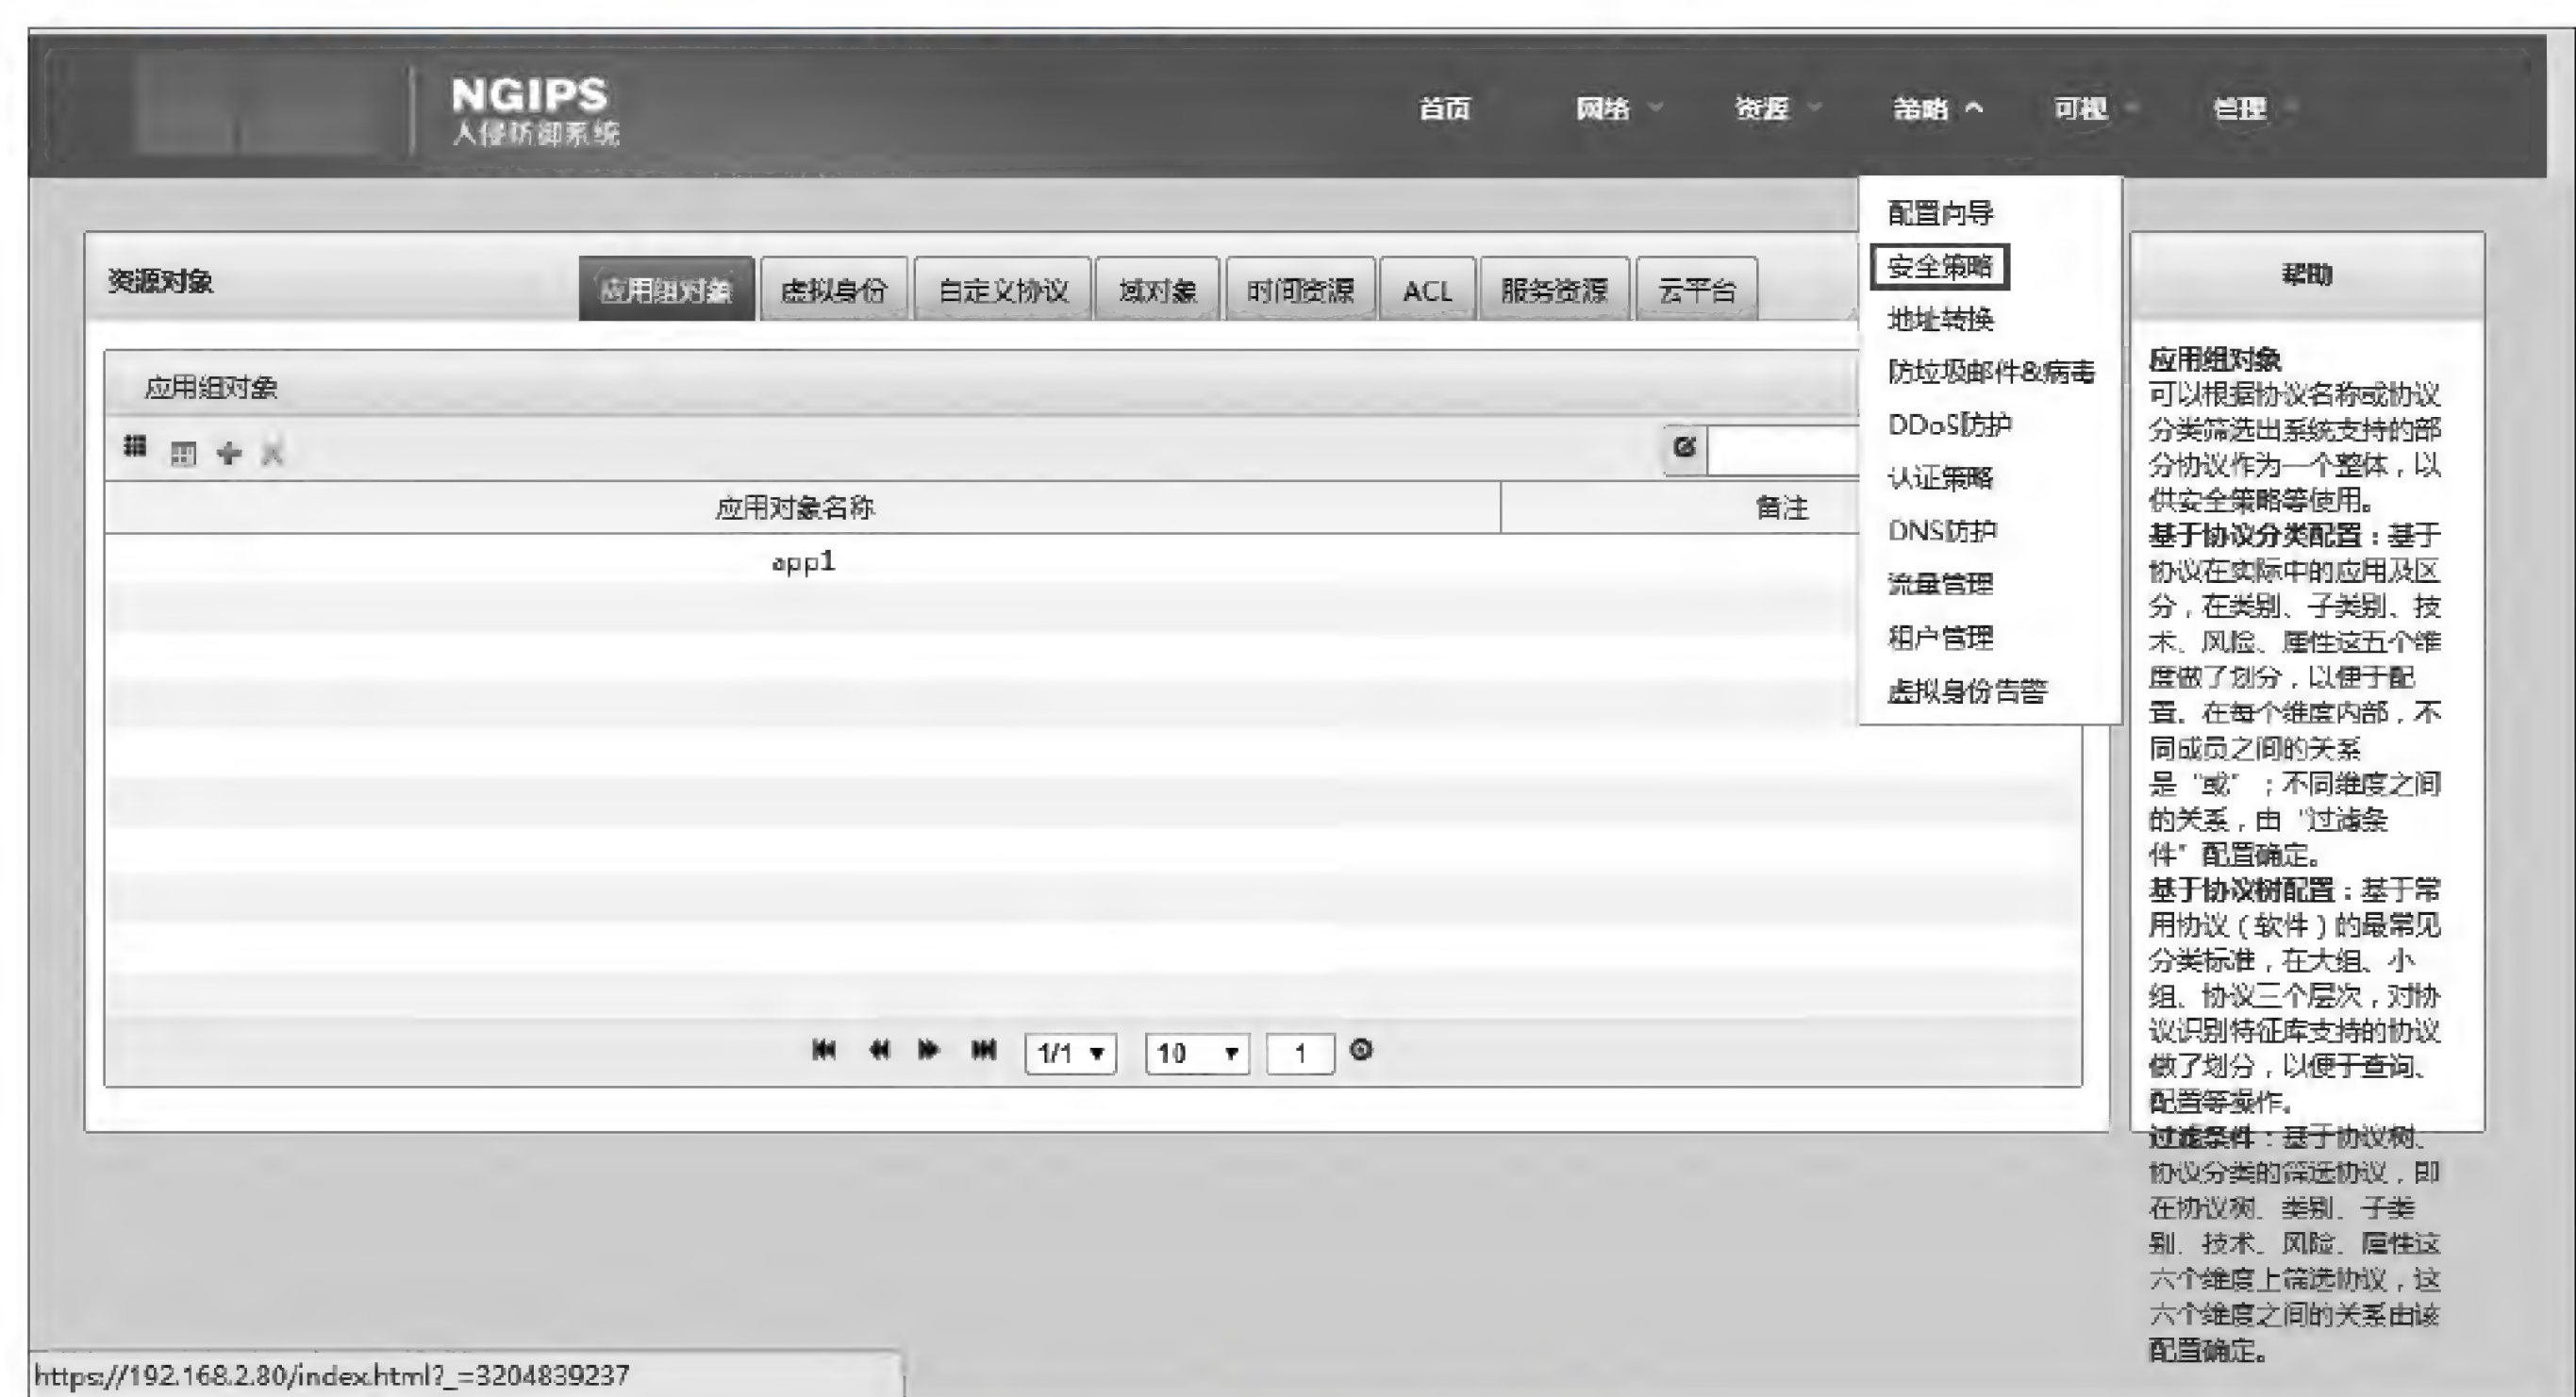 NGIPS
入侵防御系统
首页 网络 资源 策略 可视 管理
配置向导
安全策略
地址转换
防垃圾邮件&病毒
DDoS防护
认证策略
DNS防护
流量管理
租户管理
虚拟身份告警
资源对象
应用组对象 虚拟身份 自定义协议 域对象 时间资源 ACL 服务资源 云平台
应用组对象
应用对象名称 备注
app1
1/1 10 1
帮助
应用组对象
可以根据协议名称或协议
分类筛选出系统支持的部
分协议作为一个整体，以
供安全策略等使用。
基于协议分类配置：基于
协议在实际中的应用及区
分，在类别、子类别、技
术、风险、属性这五个维
度做了划分，以便于配
置。在每个维度内部，不
同成员之间的关系
是“或”；不同维度之间
的关系，由“过滤条
件”配置确定。
基于协议树配置：基于常
用协议（软件）的最常见
分类标准，在大组、小
组、协议三个层次，对协
议识别特征库支持的协议
做了划分，以便于查询、
配置等操作。
过滤条件：基于协议树、
协议分类的筛选协议，即
在协议树、类别、子类
别、技术、风险、属性这
六个维度上筛选协议，这
六个维度之间的关系由该
配置确定。
https://192.168.2.80/index.html?_=3204839237